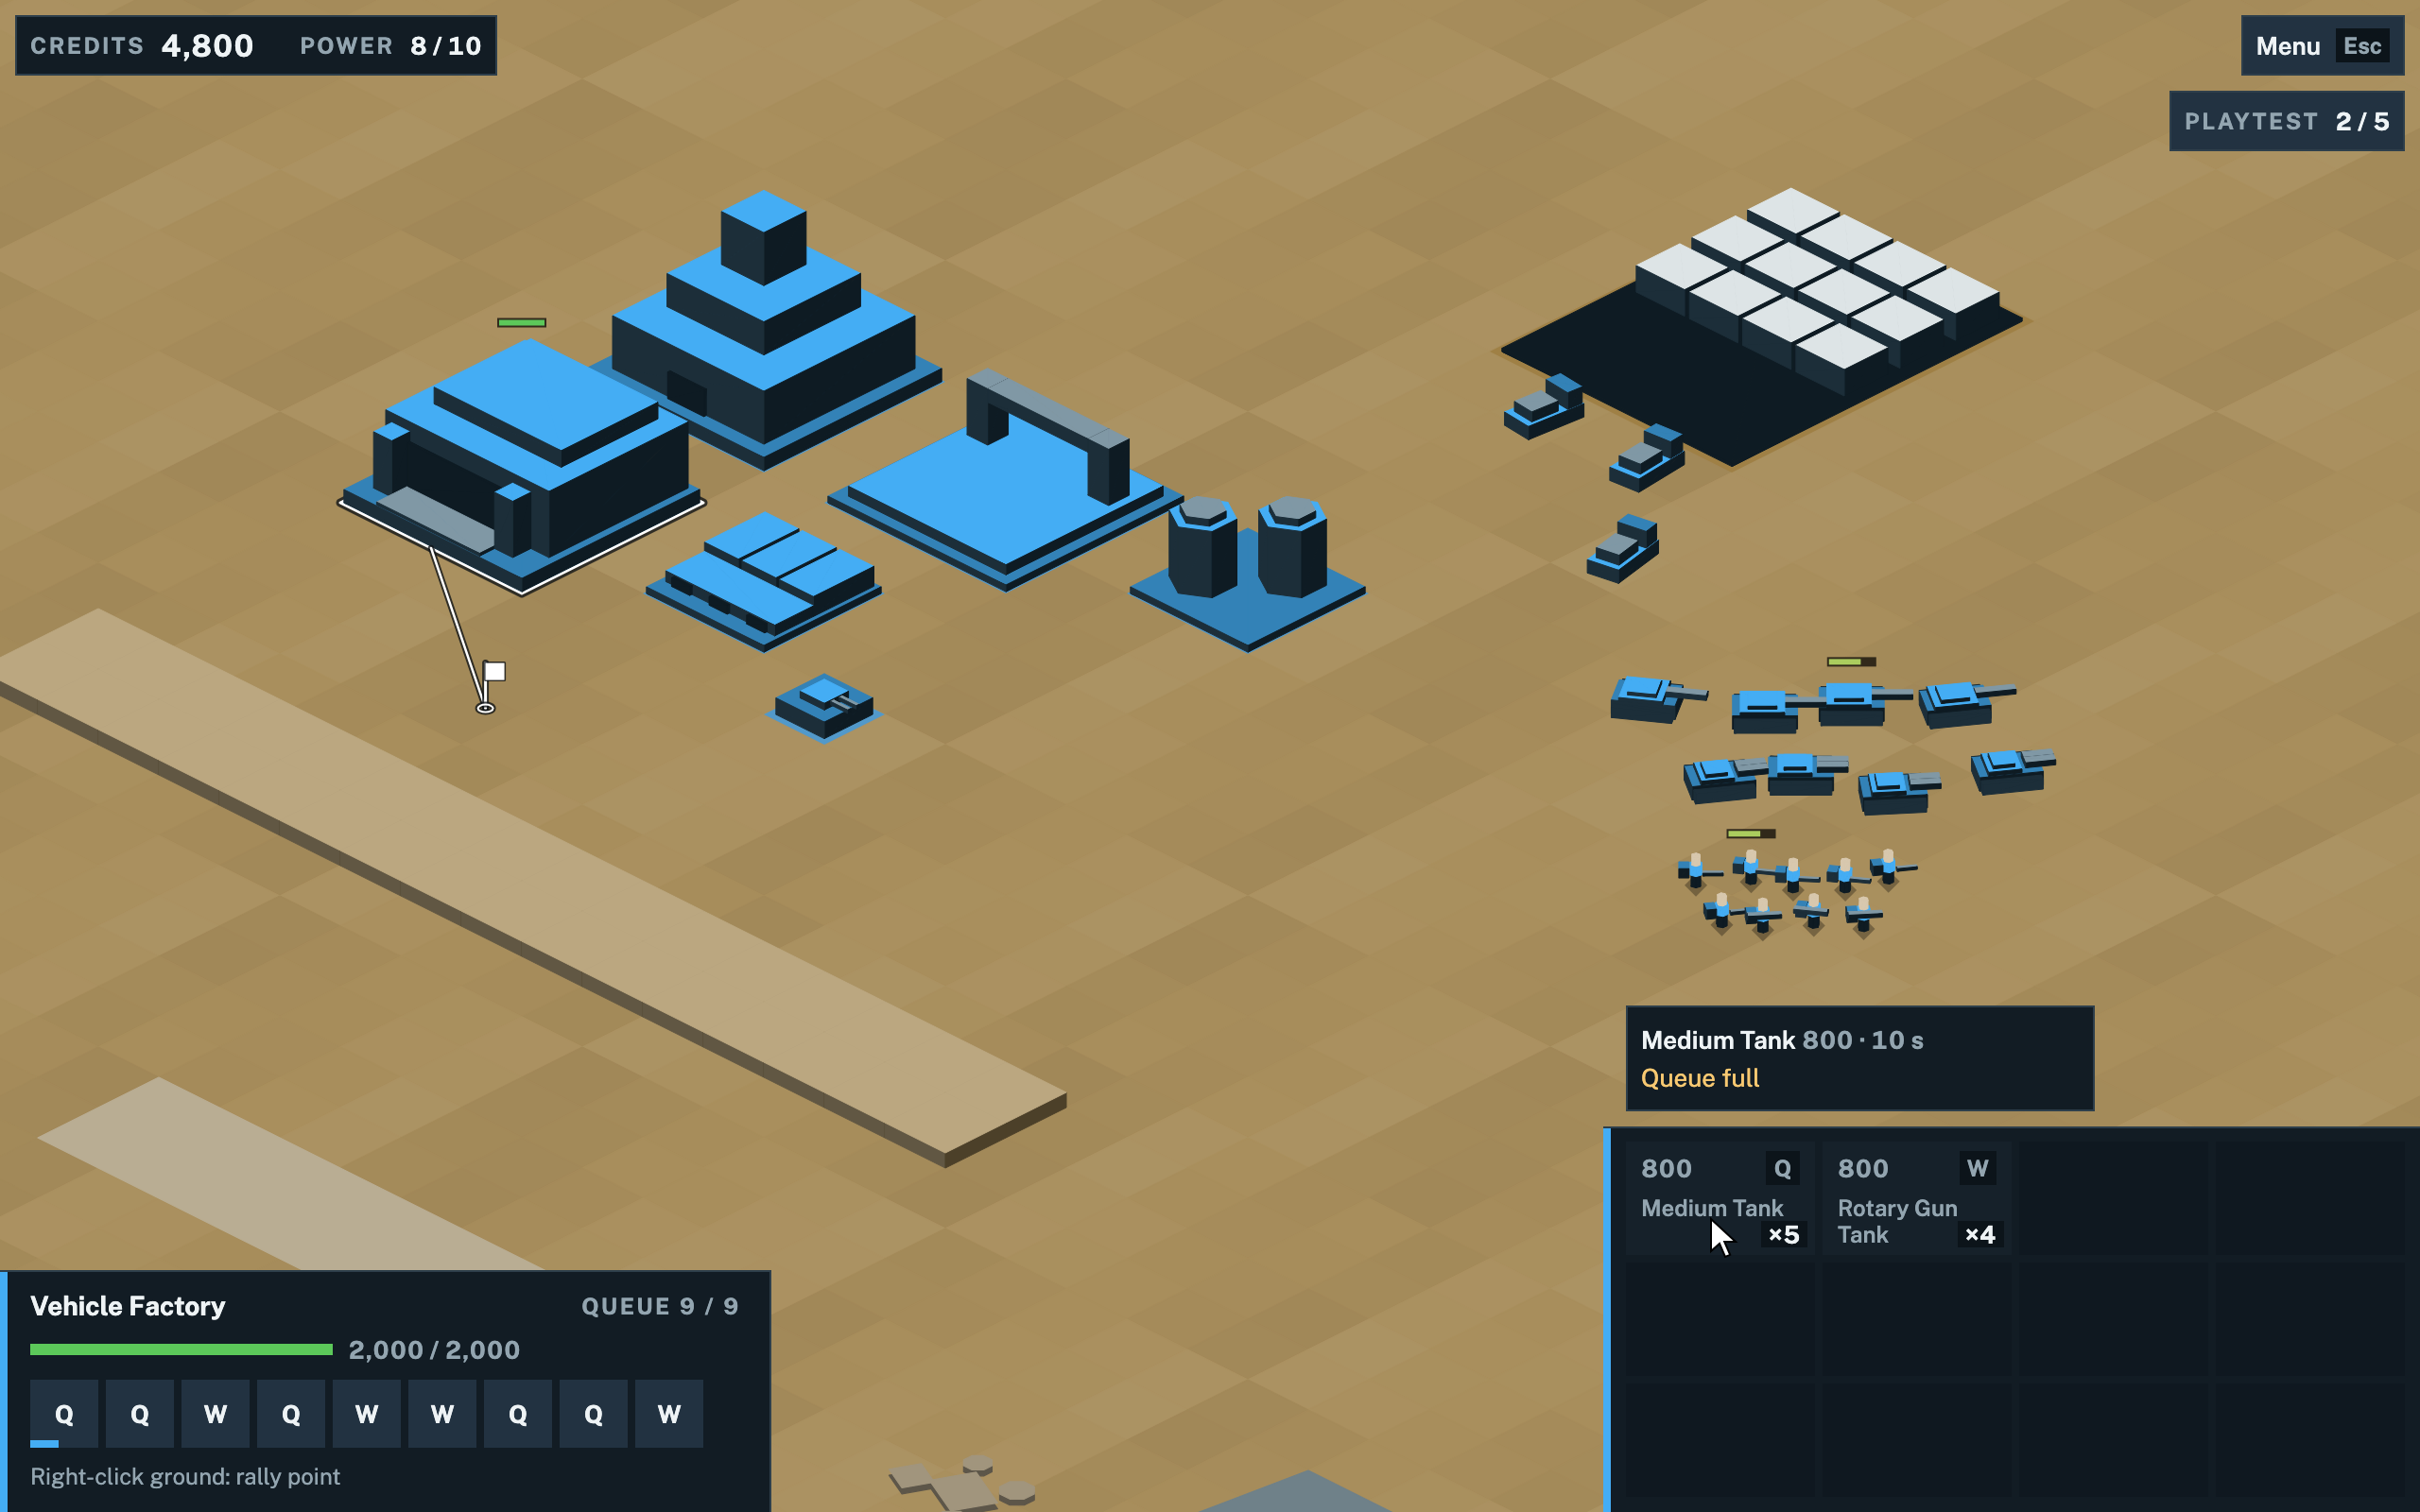 CREDITS 4,800 POWER 8/10
Menu Esc
PLAYTEST 2/5
Medium Tank 800 · 10 s
Queue full
800 Q
Medium Tank
×5
800 W
Rotary Gun
Tank ×4
Vehicle Factory QUEUE 9 / 9
2,000/2,000
Q Q W Q W W Q Q W
Right-click ground: rally point